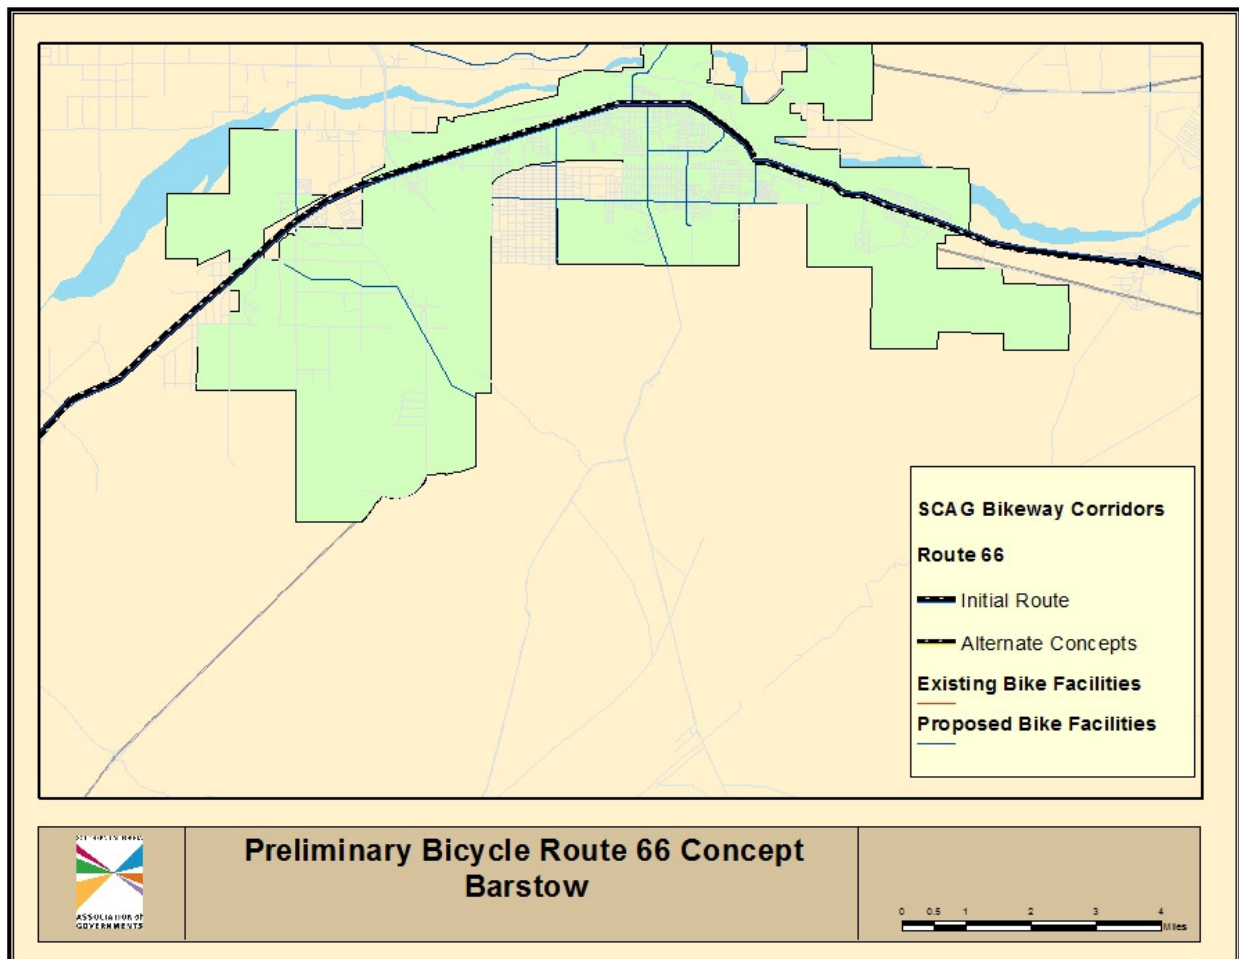 SCAG Bikeway Corridors
Route 66
Initial Route
Alternate Concepts
Existing Bike Facilities
Proposed Bike Facilities
ASSOCIATION of
GOVERNMENTS
Preliminary Bicycle Route 66 Concept
Barstow
0 0.5 1 2 3 4
Miles